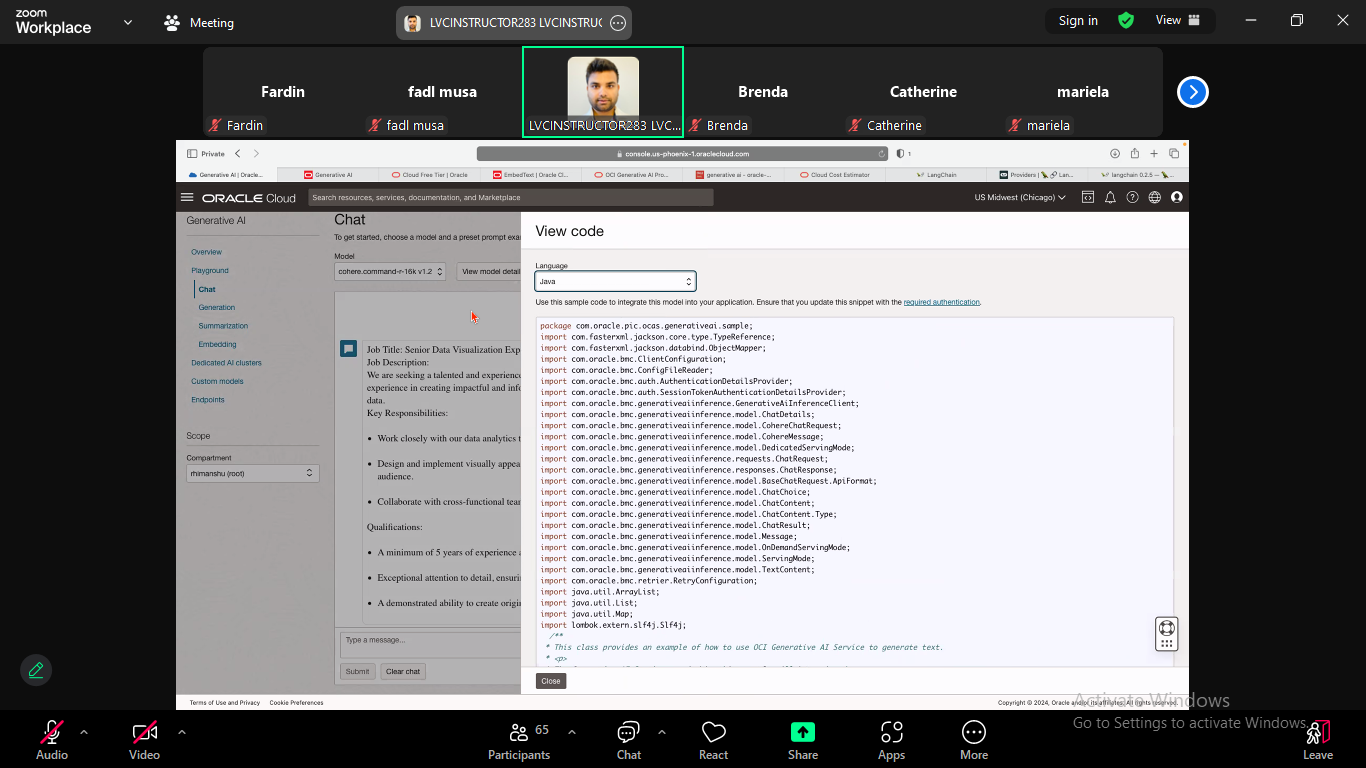 zoom
Workplace
Meeting
LVCINSTRUCTOR283 LVCINSTRUC
Sign in
View
Fardin
fadl musa
Brenda
Catherine
mariela
Fardin
fadl musa
LVCINSTRUCTOR283 LVC...
Brenda
Catherine
mariela
Private
console.us-phoenix-1.oraclecloud.com
1
Generative AI | Oracle...
Generative AI
Cloud Free Tier | Oracle
EmbedText | Oracle Cl...
OCI Generative AI Pro...
generative ai - oracle-...
Cloud Cost Estimator
LangChain
Providers | 🦜️🔗 Lan...
langchain 0.2.5 — 🦜...
ORACLE Cloud
Search resources, services, documentation, and Marketplace
US Midwest (Chicago)
Generative AI
Overview
Playground
Chat
Generation
Summarization
Embedding
Dedicated AI clusters
Custom models
Endpoints
Scope
Compartment
rhimanshu (root)
Chat
To get started, choose a model and a preset prompt exa
Model
cohere.command-r-16k v1.2
View model detail
Job Title: Senior Data Visualization Exp
Job Description:
We are seeking a talented and experienc
experience in creating impactful and info
data.
Key Responsibilities:
• Work closely with our data analytics t
• Design and implement visually appea
audience.
• Collaborate with cross-functional tear
Qualifications:
• A minimum of 5 years of experience a
• Exceptional attention to detail, ensuri
• A demonstrated ability to create origin
Type a message...
Submit
Clear chat
View code
Language
Java
Use this sample code to integrate this model into your application. Ensure that you update this snippet with the required authentication.
package com.oracle.pic.ocas.generativeai.sample;
import com.fasterxml.jackson.core.type.TypeReference;
import com.fasterxml.jackson.databind.ObjectMapper;
import com.oracle.bmc.ClientConfiguration;
import com.oracle.bmc.ConfigFileReader;
import com.oracle.bmc.auth.AuthenticationDetailsProvider;
import com.oracle.bmc.auth.SessionTokenAuthenticationDetailsProvider;
import com.oracle.bmc.generativeaiinference.GenerativeAiInferenceClient;
import com.oracle.bmc.generativeaiinference.model.ChatDetails;
import com.oracle.bmc.generativeaiinference.model.CohereChatRequest;
import com.oracle.bmc.generativeaiinference.model.CohereMessage;
import com.oracle.bmc.generativeaiinference.model.DedicatedServingMode;
import com.oracle.bmc.generativeaiinference.requests.ChatRequest;
import com.oracle.bmc.generativeaiinference.responses.ChatResponse;
import com.oracle.bmc.generativeaiinference.model.BaseChatRequest.ApiFormat;
import com.oracle.bmc.generativeaiinference.model.ChatChoice;
import com.oracle.bmc.generativeaiinference.model.ChatContent;
import com.oracle.bmc.generativeaiinference.model.ChatContent.Type;
import com.oracle.bmc.generativeaiinference.model.ChatResult;
import com.oracle.bmc.generativeaiinference.model.Message;
import com.oracle.bmc.generativeaiinference.model.OnDemandServingMode;
import com.oracle.bmc.generativeaiinference.model.ServingMode;
import com.oracle.bmc.generativeaiinference.model.TextContent;
import com.oracle.bmc.retrier.RetryConfiguration;
import java.util.ArrayList;
import java.util.List;
import java.util.Map;
import lombok.extern.slf4j.Slf4j;
/**
* This class provides an example of how to use OCI Generative AI Service to generate text.
* <p>
Close
Terms of Use and Privacy
Cookie Preferences
Copyright © 2024, Oracle and/or its affiliates. All rights reserved.
Activate Windows
Go to Settings to activate Windows.
Audio
Video
65
Participants
Chat
React
Share
Apps
More
Leave